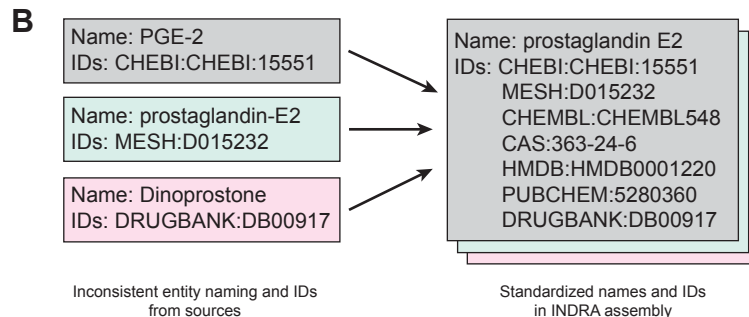 B
Name: PGE-2
IDs: CHEBI:CHEBI:15551
Name: prostaglandin-E2
IDs: MESH:D015232
Name: Dinoprostone
IDs: DRUGBANK:DB00917
Inconsistent entity naming and IDs
from sources
Name: prostaglandin E2
IDs: CHEBI:CHEBI:15551
MESH:D015232
CHEMBL:CHEMBL548
CAS:363-24-6
HMDB:HMDB0001220
PUBCHEM:5280360
DRUGBANK:DB00917
Standardized names and IDs
in INDRA assembly